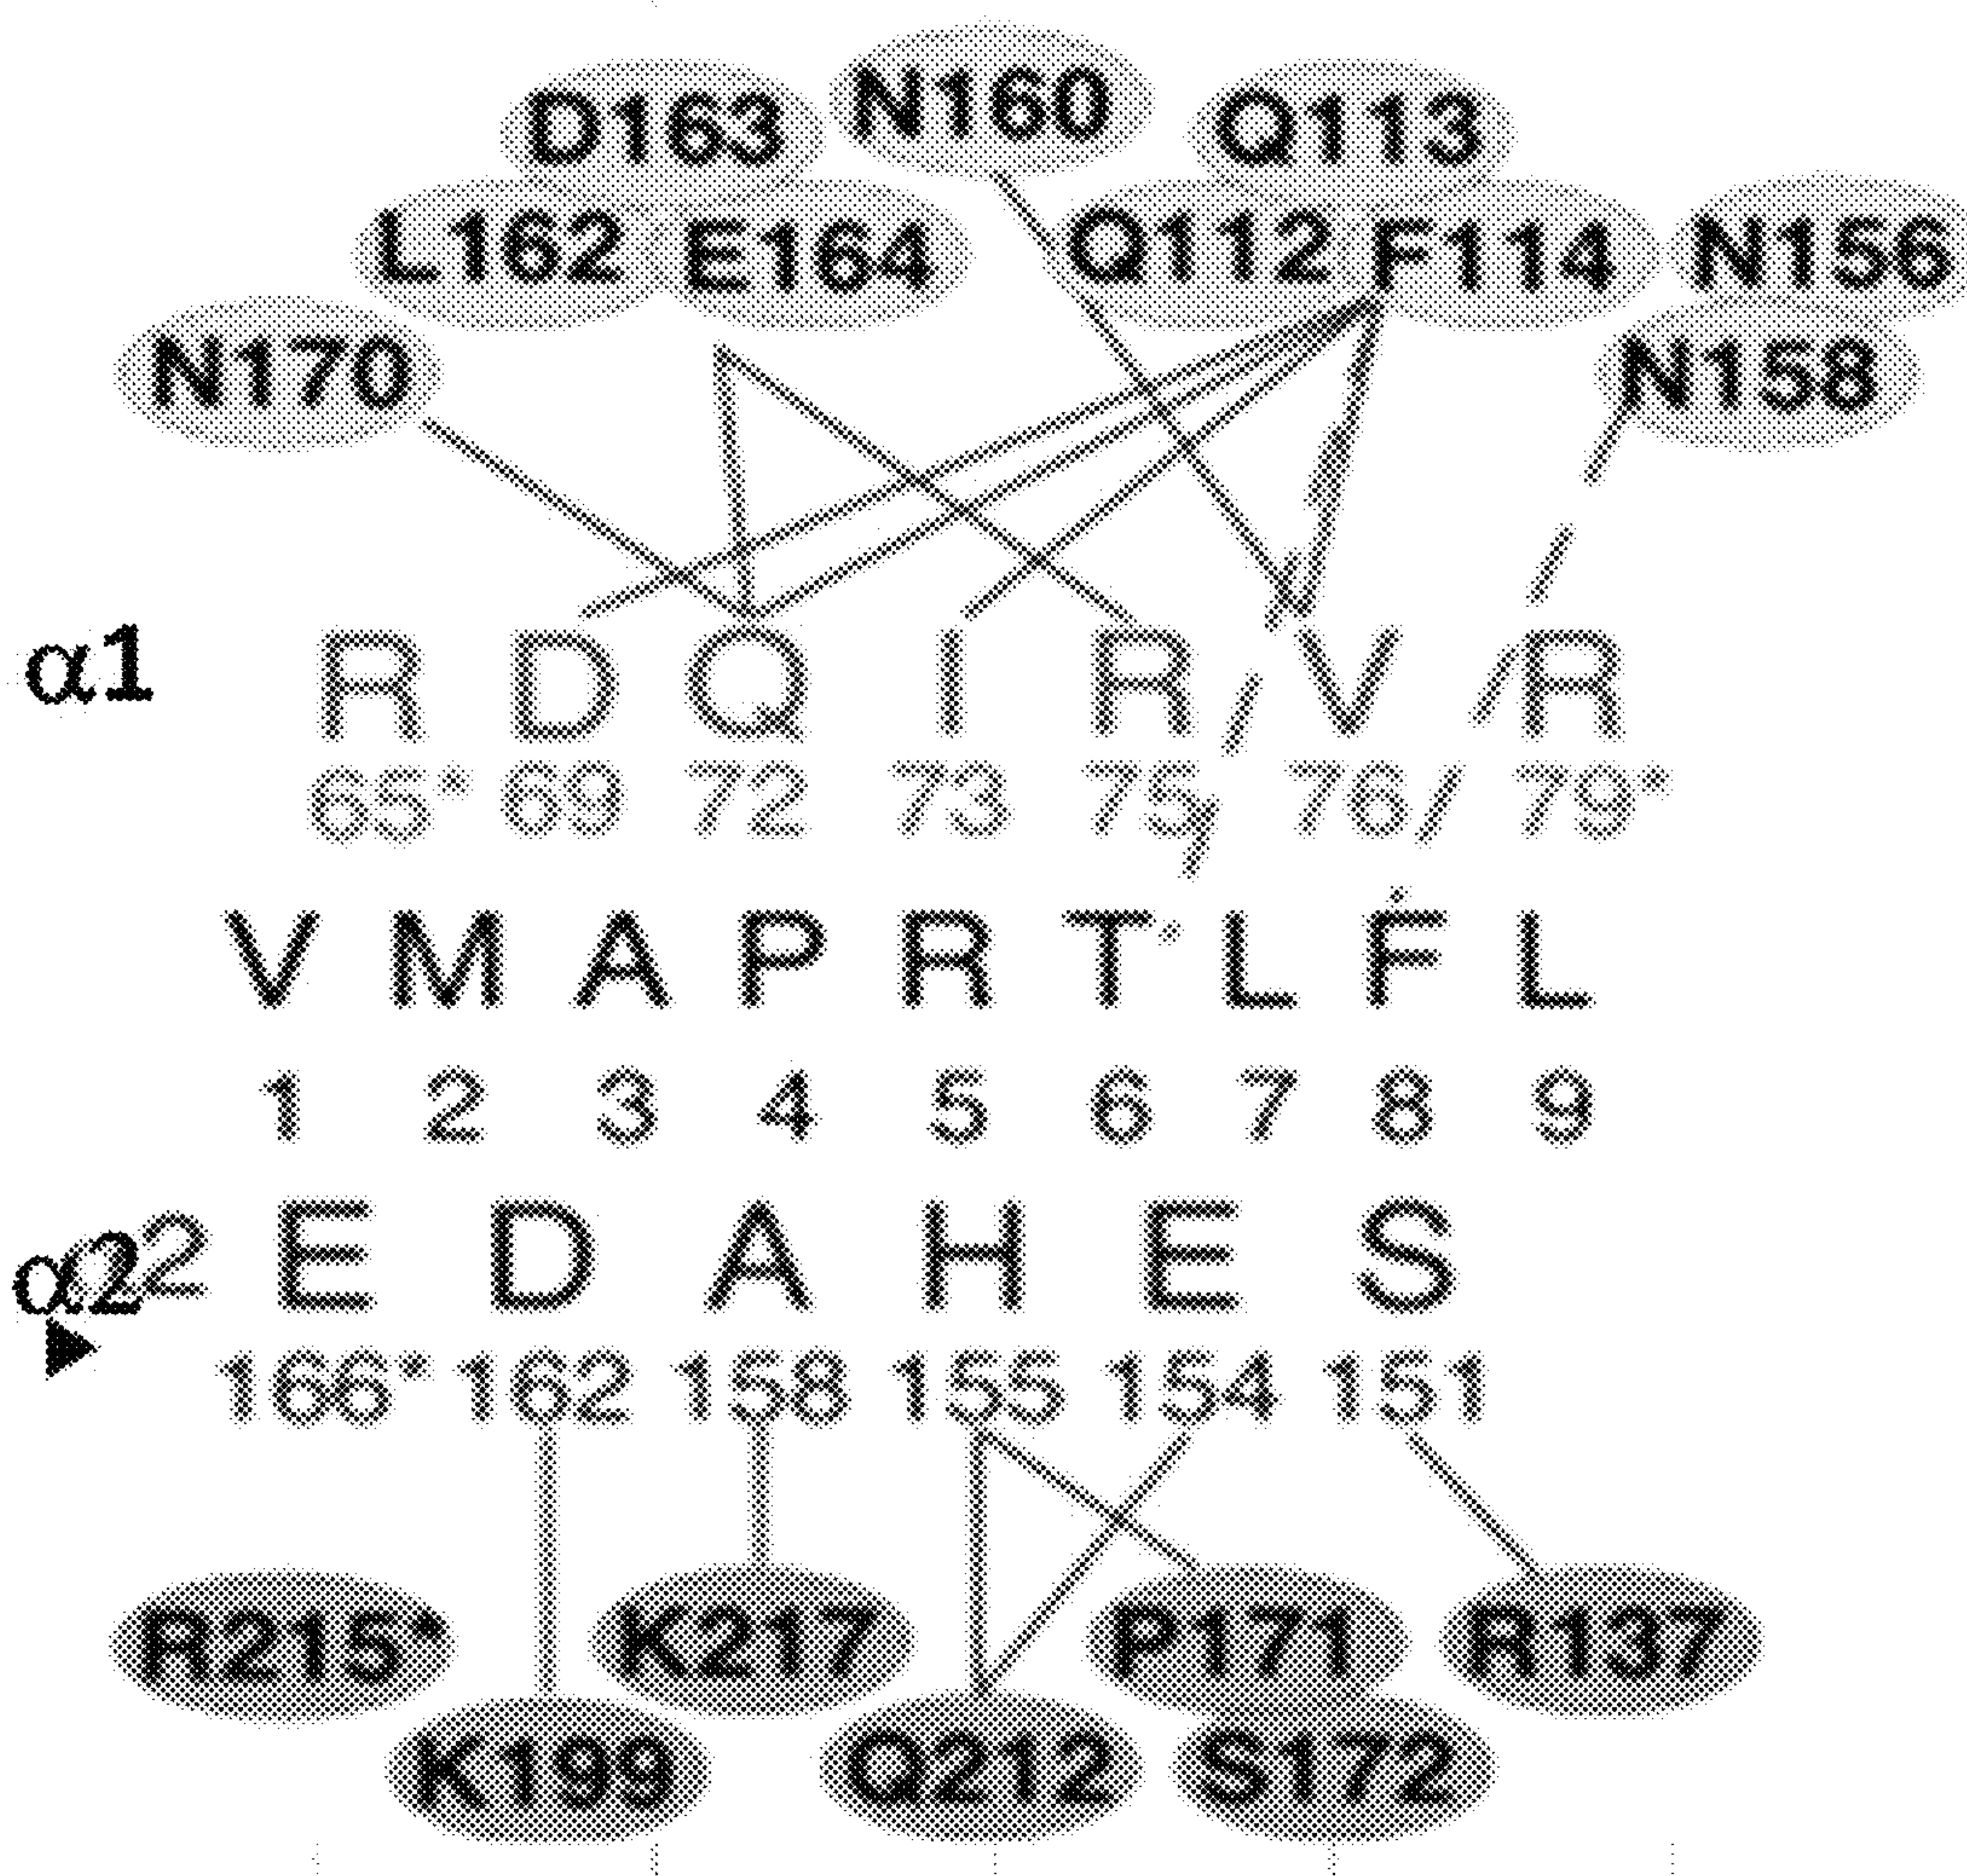 D163 N160 Q113
L162 E164 Q112 F114 N156
N170 N158
α1 R D Q I R V R
65* 69 72 73 75 76 79*
V M A P R T L F L
1 2 3 4 5 6 7 8 9
α2 2 E D A H E S
166* 162 158 155 154 151
R215* K217 P171 R137
K199 Q212 S172